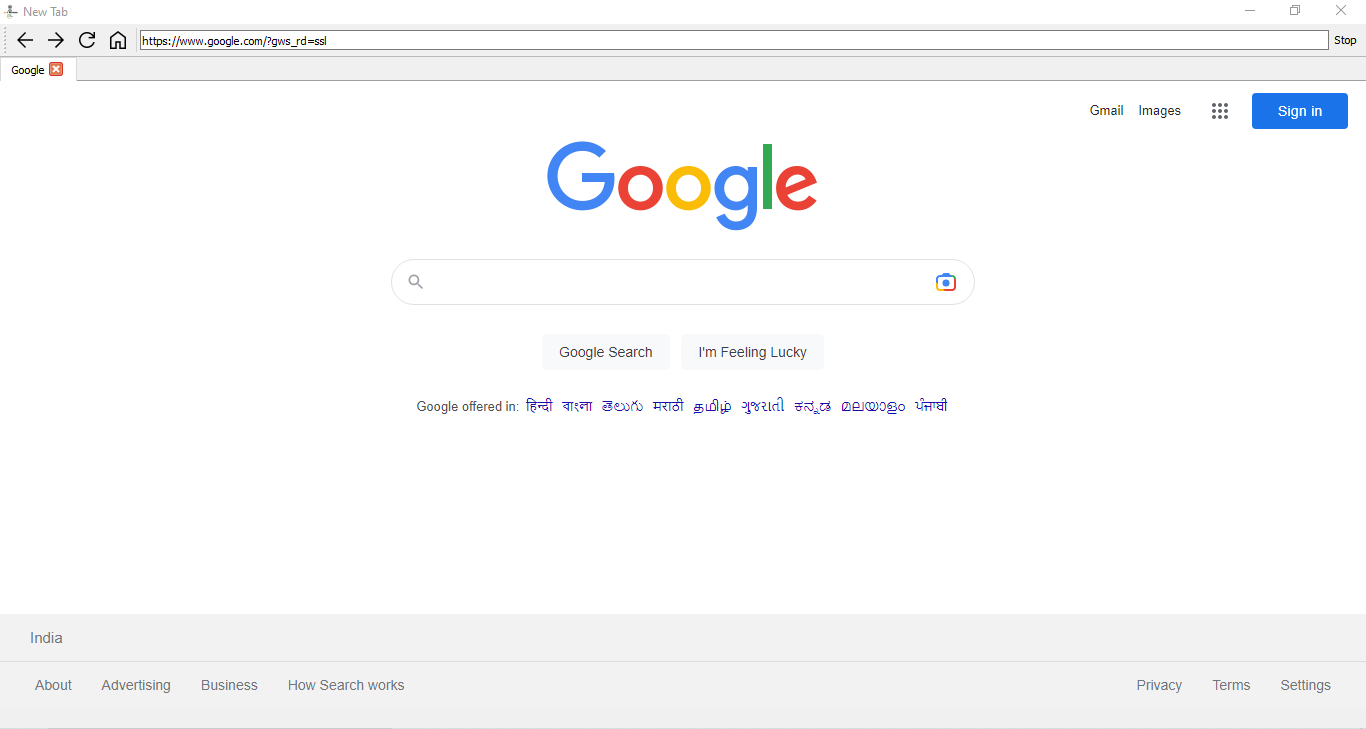 New Tab
https://www.google.com/?gws_rd=ssl Stop
Google
Gmail Images Sign in
Google
Google Search I'm Feeling Lucky
Google offered in: हिन्दी বাংলা తెలుగు मराठी தமிழ் ગુજરાતી ಕನ್ನಡ മലയാളം ਪੰਜਾਬੀ
India
About Advertising Business How Search works Privacy Terms Settings